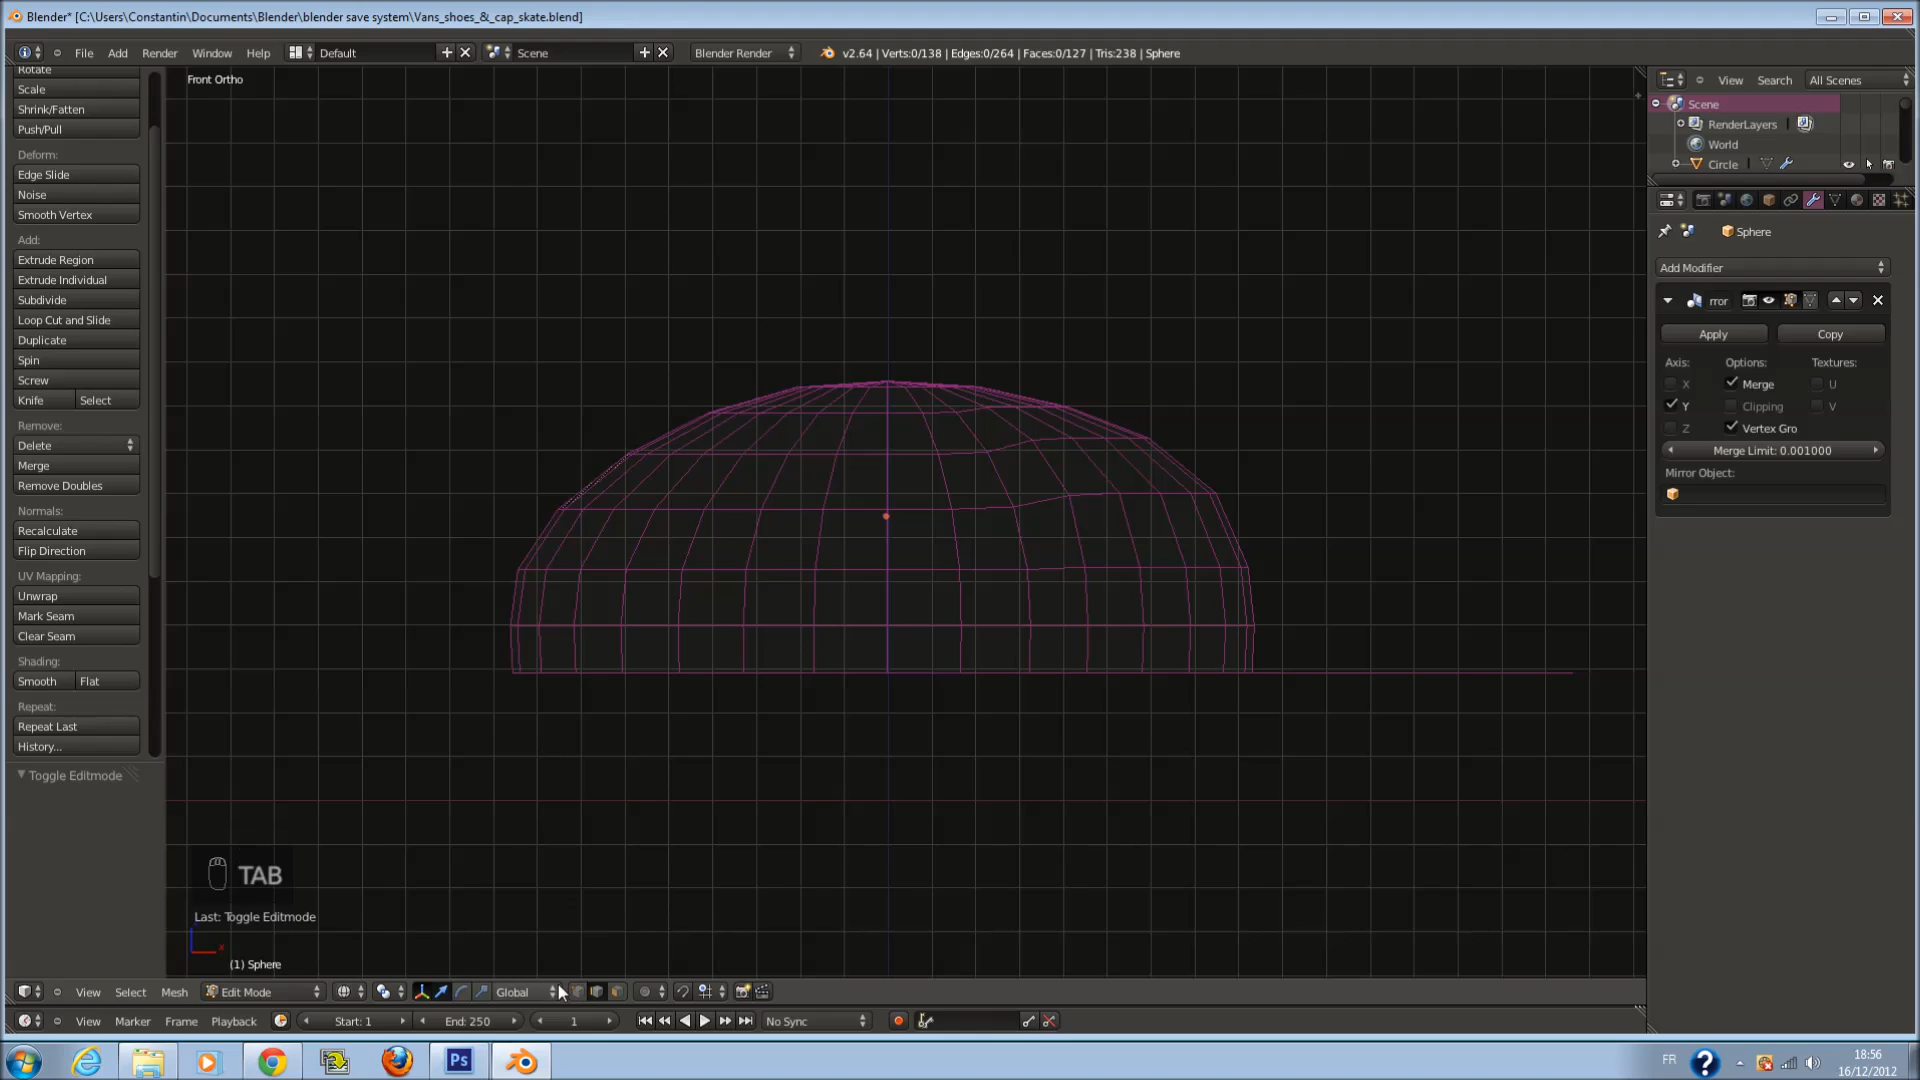 Blender* [C:\Users\Constantin\Documents\Blender\blender save system\Vans_shoes_&_cap_skate.blend]
File Add Render Window Help Default Scene Blender Render v2.64 | Verts:0/138 | Edges:0/264 | Faces:0/127 | Tris:238 | Sphere
Rotate
Scale
Shrink/Fatten
Push/Pull
Deform:
Edge Slide
Noise
Smooth Vertex
Add:
Extrude Region
Extrude Individual
Subdivide
Loop Cut and Slide
Duplicate
Spin
Screw
Knife Select
Remove:
Delete
Merge
Remove Doubles
Normals:
Recalculate
Flip Direction
UV Mapping:
Unwrap
Mark Seam
Clear Seam
Shading:
Smooth Flat
Repeat:
Repeat Last
History...
Toggle Editmode
Front Ortho
TAB
Last: Toggle Editmode
x
(1) Sphere
View Search All Scenes
Scene
RenderLayers
World
Circle
Sphere
Add Modifier
rror
Apply Copy
Axis: Options: Textures:
X Merge U
Y Clipping V
Z Vertex Gro
Merge Limit: 0.001000
Mirror Object:
View Select Mesh Edit Mode Global
View Marker Frame Playback Start: 1 End: 250 1 No Sync
Ps
FR
?
18:56
16/12/2012